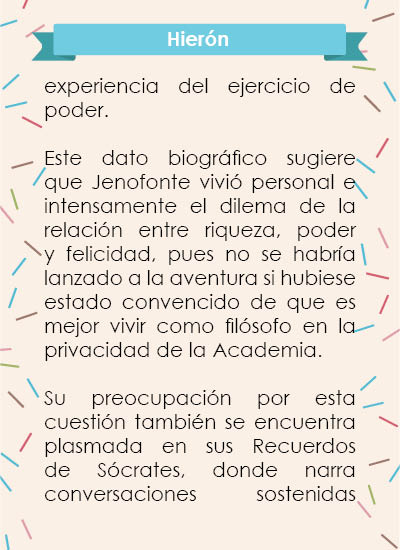 Hierón
experiencia del ejercicio de
poder.
Este dato biográfico sugiere
que Jenofonte vivió personal e
intensamente el dilema de la
relación entre riqueza, poder
y felicidad, pues no se habría
lanzado a la aventura si hubiese
estado convencido de que es
mejor vivir como filósofo en la
privacidad de la Academia.
Su preocupación por esta
cuestión también se encuentra
plasmada en sus Recuerdos
de Sócrates, donde narra
conversaciones sostenidas